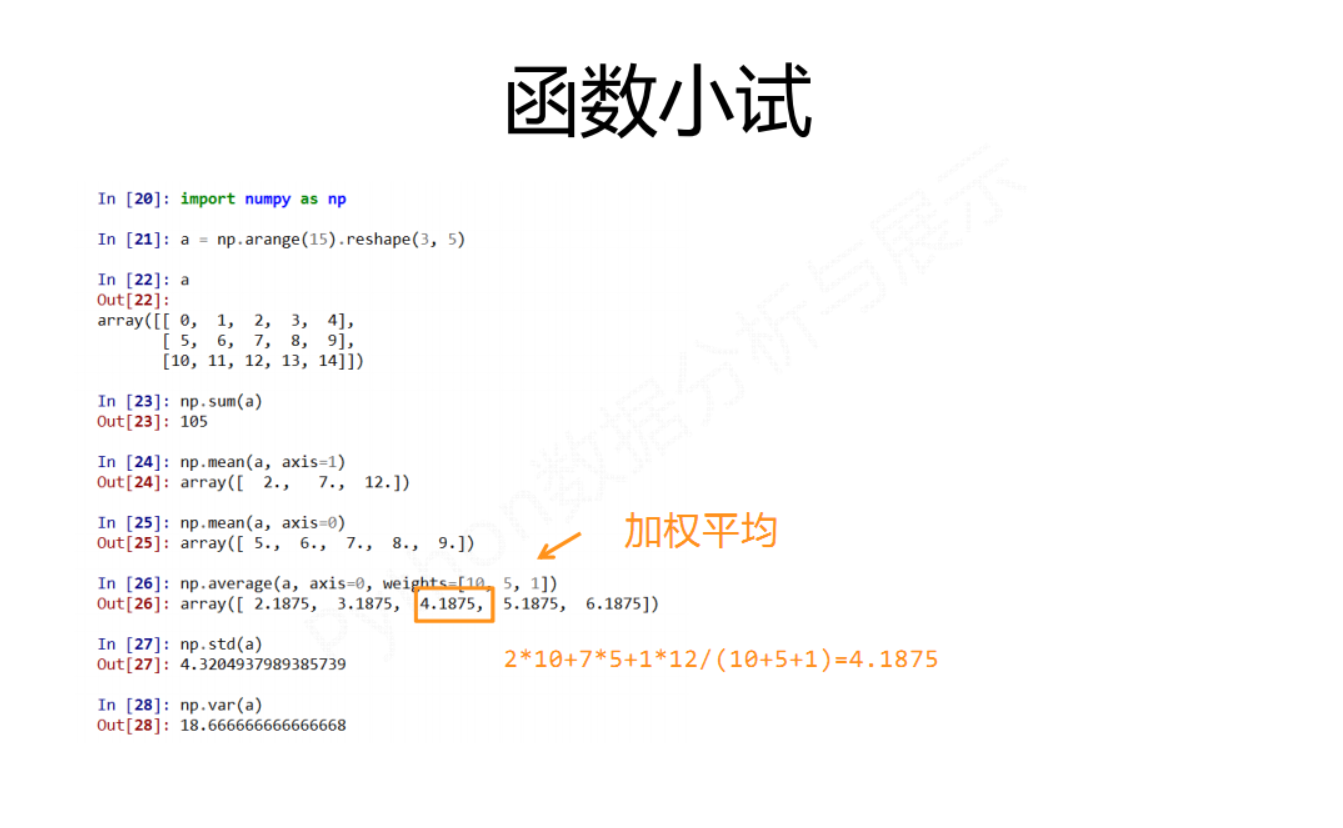 函数小试
In [20]: import numpy as np
In [21]: a = np.arange(15).reshape(3, 5)
In [22]: a
Out[22]:
array([[ 0,  1,  2,  3,  4],
       [ 5,  6,  7,  8,  9],
       [10, 11, 12, 13, 14]])
In [23]: np.sum(a)
Out[23]: 105
In [24]: np.mean(a, axis=1)
Out[24]: array([  2.,   7.,  12.])
In [25]: np.mean(a, axis=0)
Out[25]: array([ 5.,  6.,  7.,  8.,  9.])
加权平均
In [26]: np.average(a, axis=0, weights=[10, 5, 1])
Out[26]: array([ 2.1875,  3.1875,  4.1875,  5.1875,  6.1875])
In [27]: np.std(a)
Out[27]: 4.3204937989385739
2*10+7*5+1*12/(10+5+1)=4.1875
In [28]: np.var(a)
Out[28]: 18.666666666666668
Python数据分析与展示